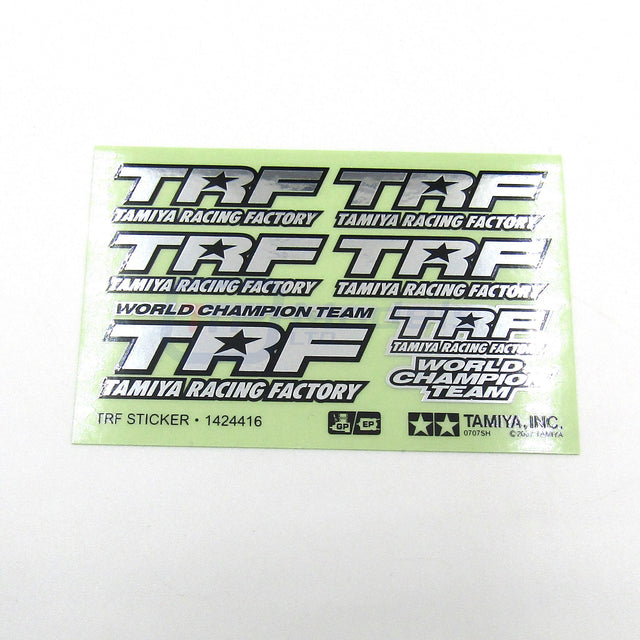 TRF TRF
TAMIYA RACING FACTORY TAMIYA RACING FACTORY
TRF TRF
TAMIYA RACING FACTORY TAMIYA RACING FACTORY
WORLD CHAMPION TEAM
TRF
TAMIYA RACING FACTORY
TRF
TAMIYA RACING FACTORY
WORLD
CHAMPION
TEAM
TRF STICKER • 1424416
GP EP
TAMIYA, INC.
0707SH ©2007 TAMIYA